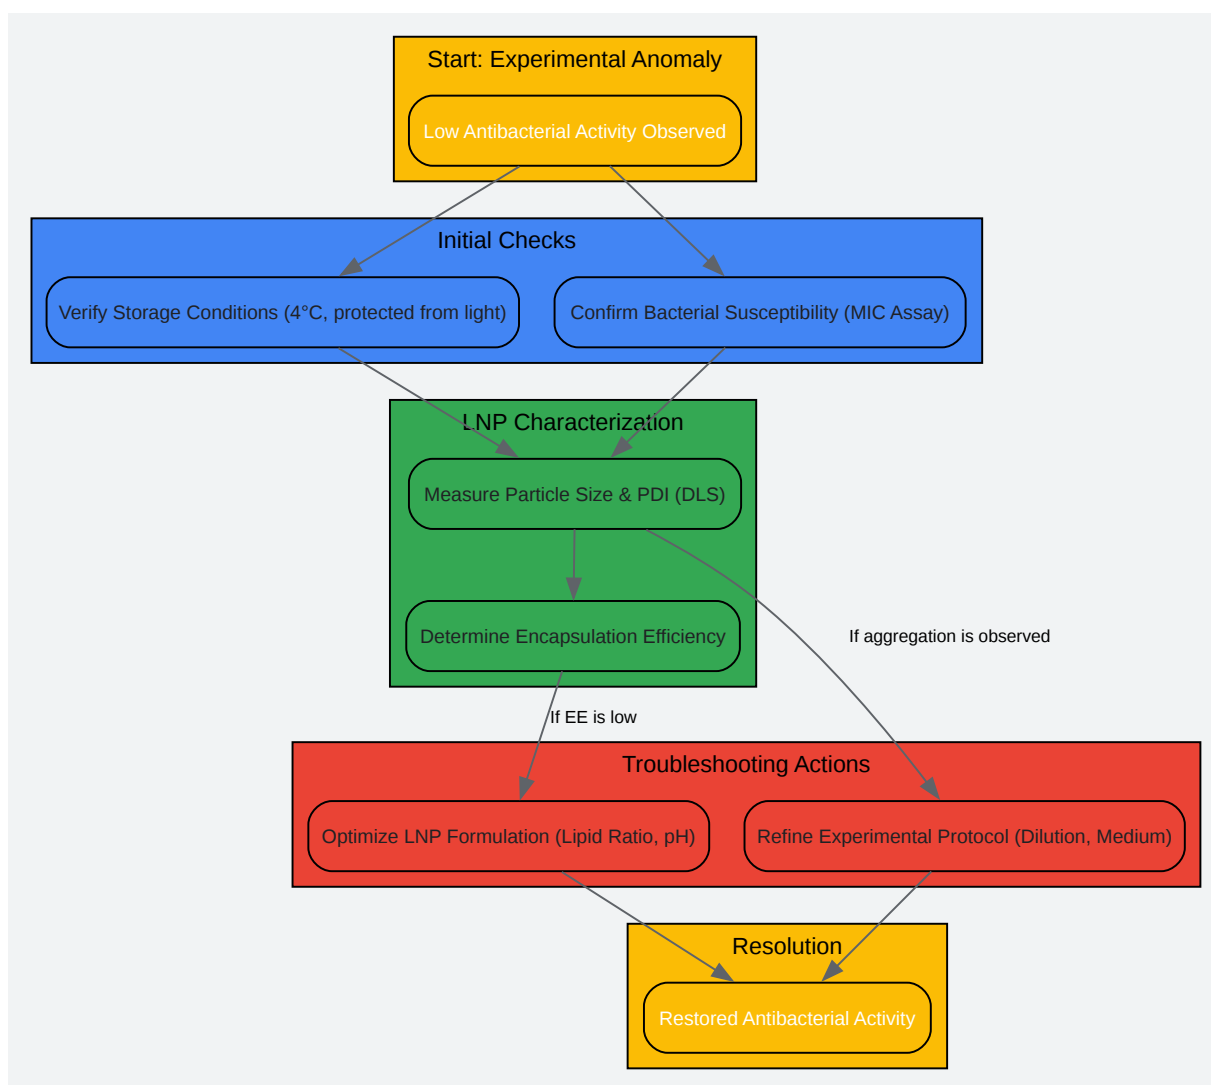 Start: Experimental Anomaly
Low Antibacterial Activity Observed
Initial Checks
Verify Storage Conditions (4°C, protected from light)
Confirm Bacterial Susceptibility (MIC Assay)
LNP Characterization
Measure Particle Size & PDI (DLS)
Determine Encapsulation Efficiency
If aggregation is observed
If EE is low
Troubleshooting Actions
Optimize LNP Formulation (Lipid Ratio, pH)
Refine Experimental Protocol (Dilution, Medium)
Resolution
Restored Antibacterial Activity